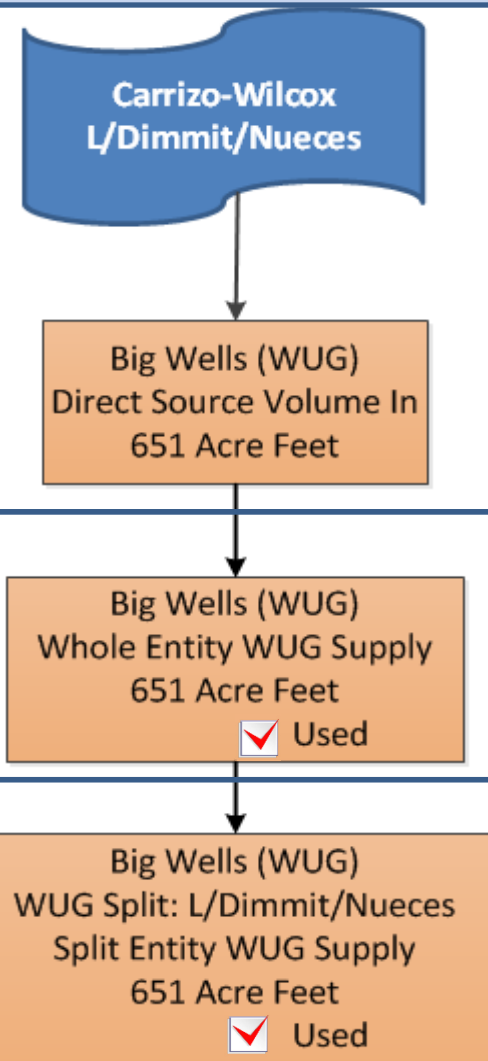 Carrizo-Wilcox
L/Dimmit/Nueces
Big Wells (WUG)
Direct Source Volume In
651 Acre Feet
Big Wells (WUG)
Whole Entity WUG Supply
651 Acre Feet
Used
Big Wells (WUG)
WUG Split: L/Dimmit/Nueces
Split Entity WUG Supply
651 Acre Feet
Used